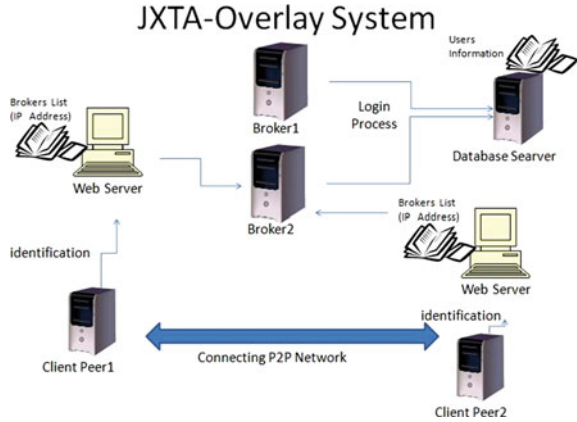 JXTA-Overlay System
Users
Information
Brokers List
(IP Address)
Login
Process
Broker1
Database Searver
Web Server
Broker2
Brokers List
(IP Address)
identification
Web Server
identification
Connecting P2P Network
Client Peer1
Client Peer2